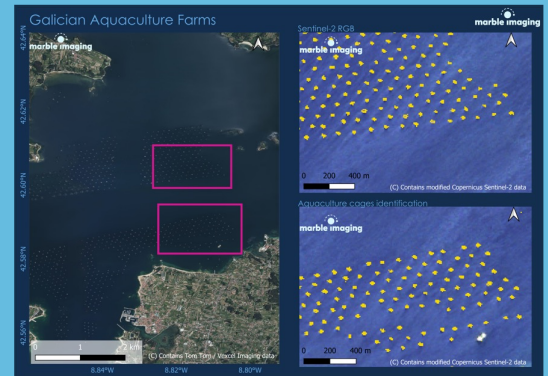 Galician Aquaculture Farms
marble imaging
marble imaging
42.64°N
42.62°N
42.60°N
42.58°N
42.56°N
0 1 2 km
(C) Contains Tom Tom / Vexcel Imaging data
8.84°W 8.82°W 8.80°W
Sentinel-2 RGB
marble imaging
0 200 400 m
(C) Contains modified Copernicus Sentinel-2 data
Aquaculture cages identification
marble imaging
0 200 400 m
(C) Contains modified Copernicus Sentinel-2 data